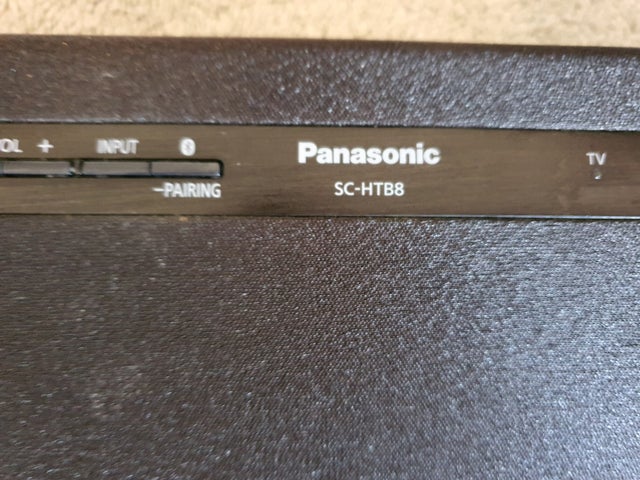 OL + INPUT
-PAIRING
Panasonic
SC-HTB8
TV